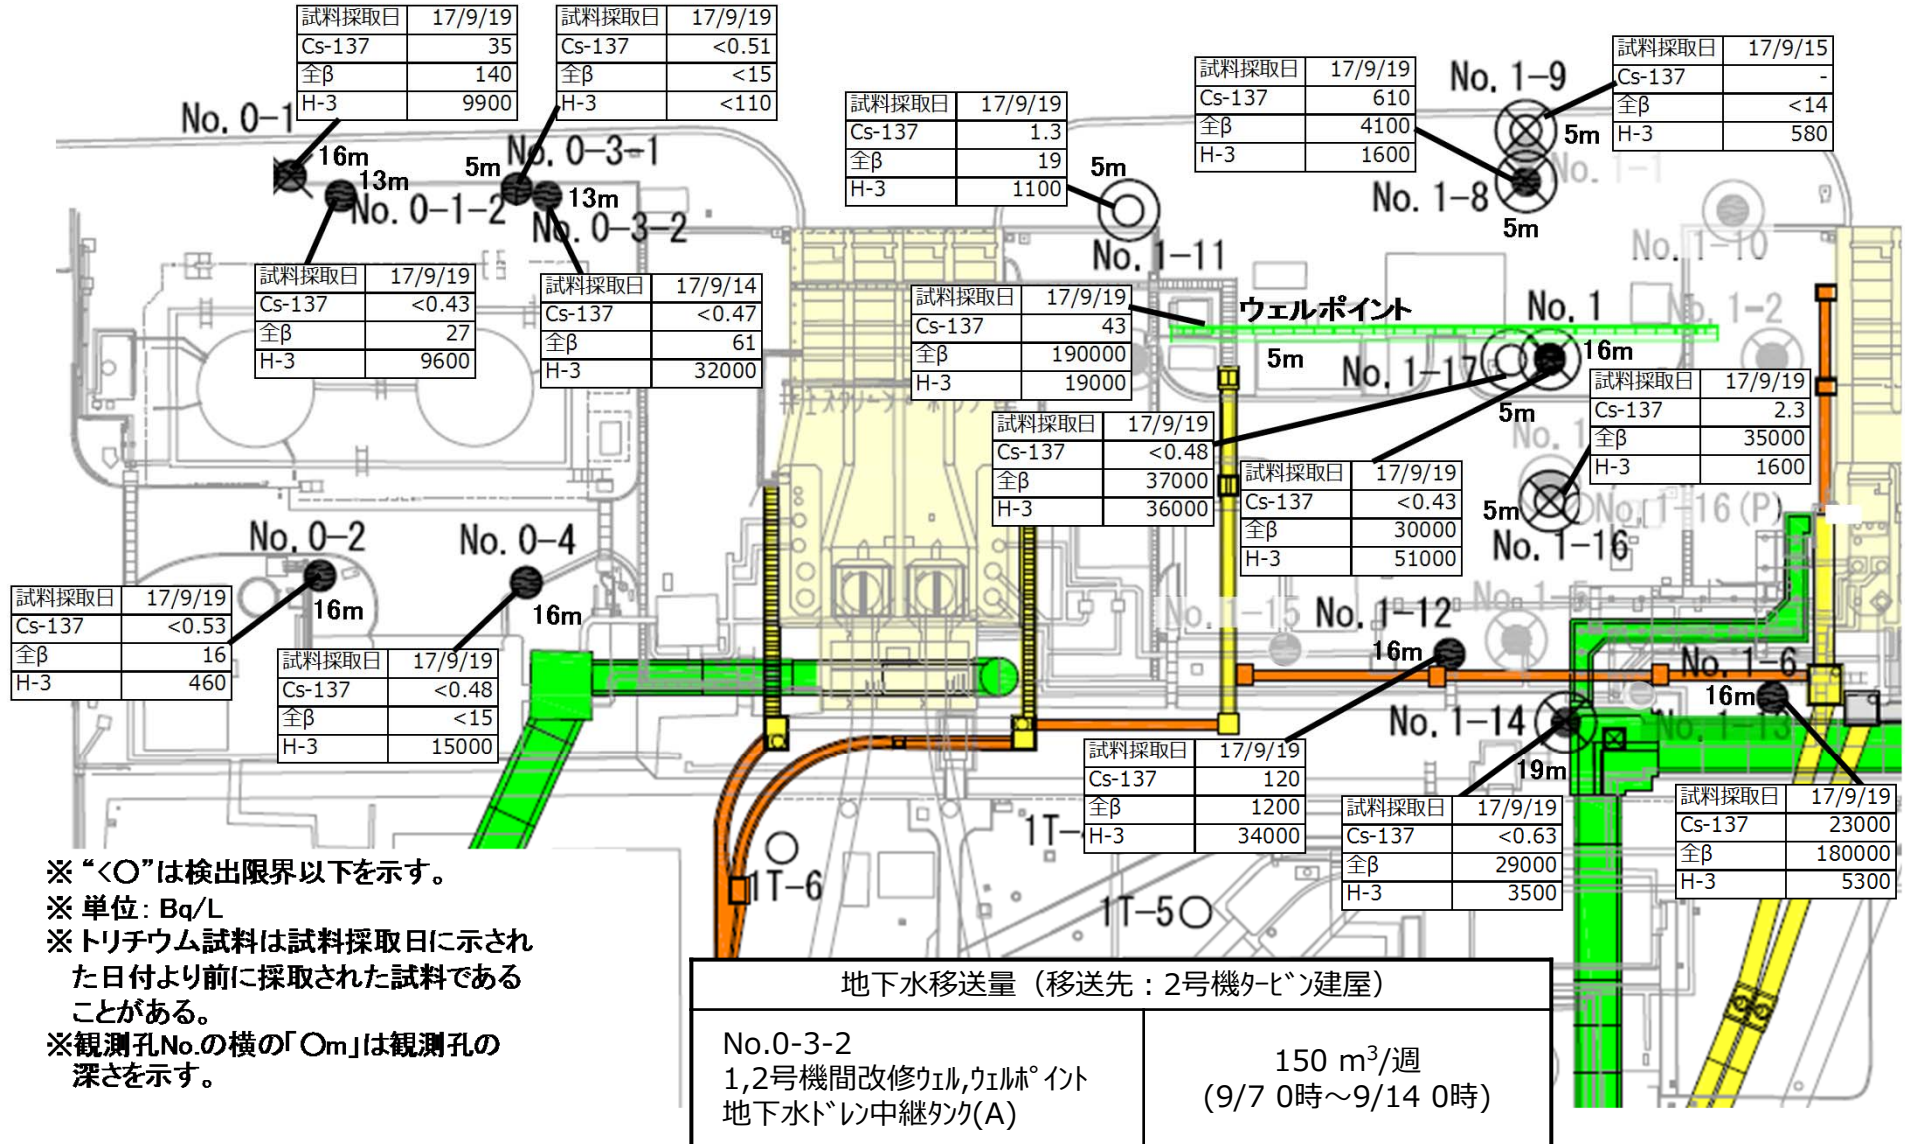 試料採取日 17/9/19
Cs-137 35
全β 140
H-3 9900
試料採取日 17/9/19
Cs-137 <0.51
全β <15
H-3 <110
試料採取日 17/9/19
Cs-137 1.3
全β 19
H-3 1100
試料採取日 17/9/19
Cs-137 610
全β 4100
H-3 1600
試料採取日 17/9/15
Cs-137 -
全β <14
H-3 580
No. 0-1
16m
13m
No. 0-1-2
5m
No. 0-3-1
13m
No. 0-3-2
5m
No. 1-11
No. 1-9
5m
No. 1-8
5m
No. 1-1
No. 1-10
試料採取日 17/9/19
Cs-137 <0.43
全β 27
H-3 9600
試料採取日 17/9/14
Cs-137 <0.47
全β 61
H-3 32000
試料採取日 17/9/19
Cs-137 43
全β 190000
H-3 19000
ウェルポイント
5m
No. 1
16m
No. 1-2
No. 1-17
5m
試料採取日 17/9/19
Cs-137 <0.48
全β 37000
H-3 36000
試料採取日 17/9/19
Cs-137 <0.43
全β 30000
H-3 51000
試料採取日 17/9/19
Cs-137 2.3
全β 35000
H-3 1600
5m
No. 1-16(P)
No. 1-16
No. 0-2
16m
No. 0-4
16m
試料採取日 17/9/19
Cs-137 <0.53
全β 16
H-3 460
試料採取日 17/9/19
Cs-137 <0.48
全β <15
H-3 15000
No. 1-15
No. 1-12
16m
No. 1-5
No. 1-6
16m
No. 1-14
19m
No. 1-13
試料採取日 17/9/19
Cs-137 120
全β 1200
H-3 34000
試料採取日 17/9/19
Cs-137 <0.63
全β 29000
H-3 3500
試料採取日 17/9/19
Cs-137 23000
全β 180000
H-3 5300
1T-6
1T-5
※ “<○”は検出限界以下を示す。
※ 単位: Bq/L
※ トリチウム試料は試料採取日に示され
た日付より前に採取された試料である
ことがある。
※観測孔No.の横の「○m」は観測孔の
深さを示す。
地下水移送量（移送先：2号機ﾀｰﾋﾞﾝ建屋）
No.0-3-2
1,2号機間改修ｳｪﾙ,ｳｪﾙﾎﾟｲﾝﾄ
地下水ﾄﾞﾚﾝ中継ﾀﾝｸ(A)
150 m³/週
(9/7 0時～9/14 0時)